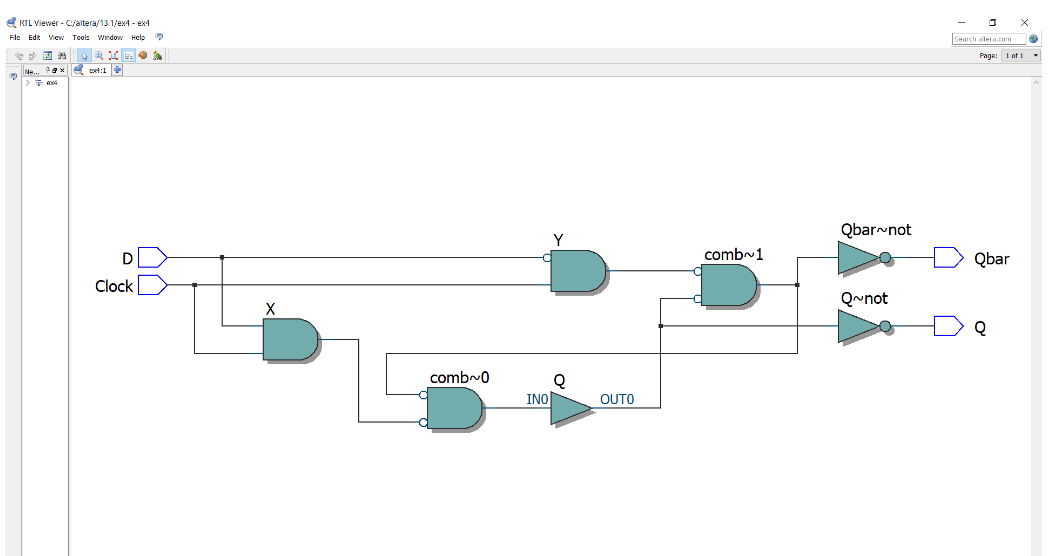 RTL Viewer - C:/altera/13.1/ex4 - ex4
File Edit View Tools Window Help
Search altera.com
Page: 1 of 1
Ne...
ex4:1
ex4
D
Clock
Y
X
comb~1
Qbar~not
Qbar
Q~not
Q
comb~0
Q
IN0
OUT0